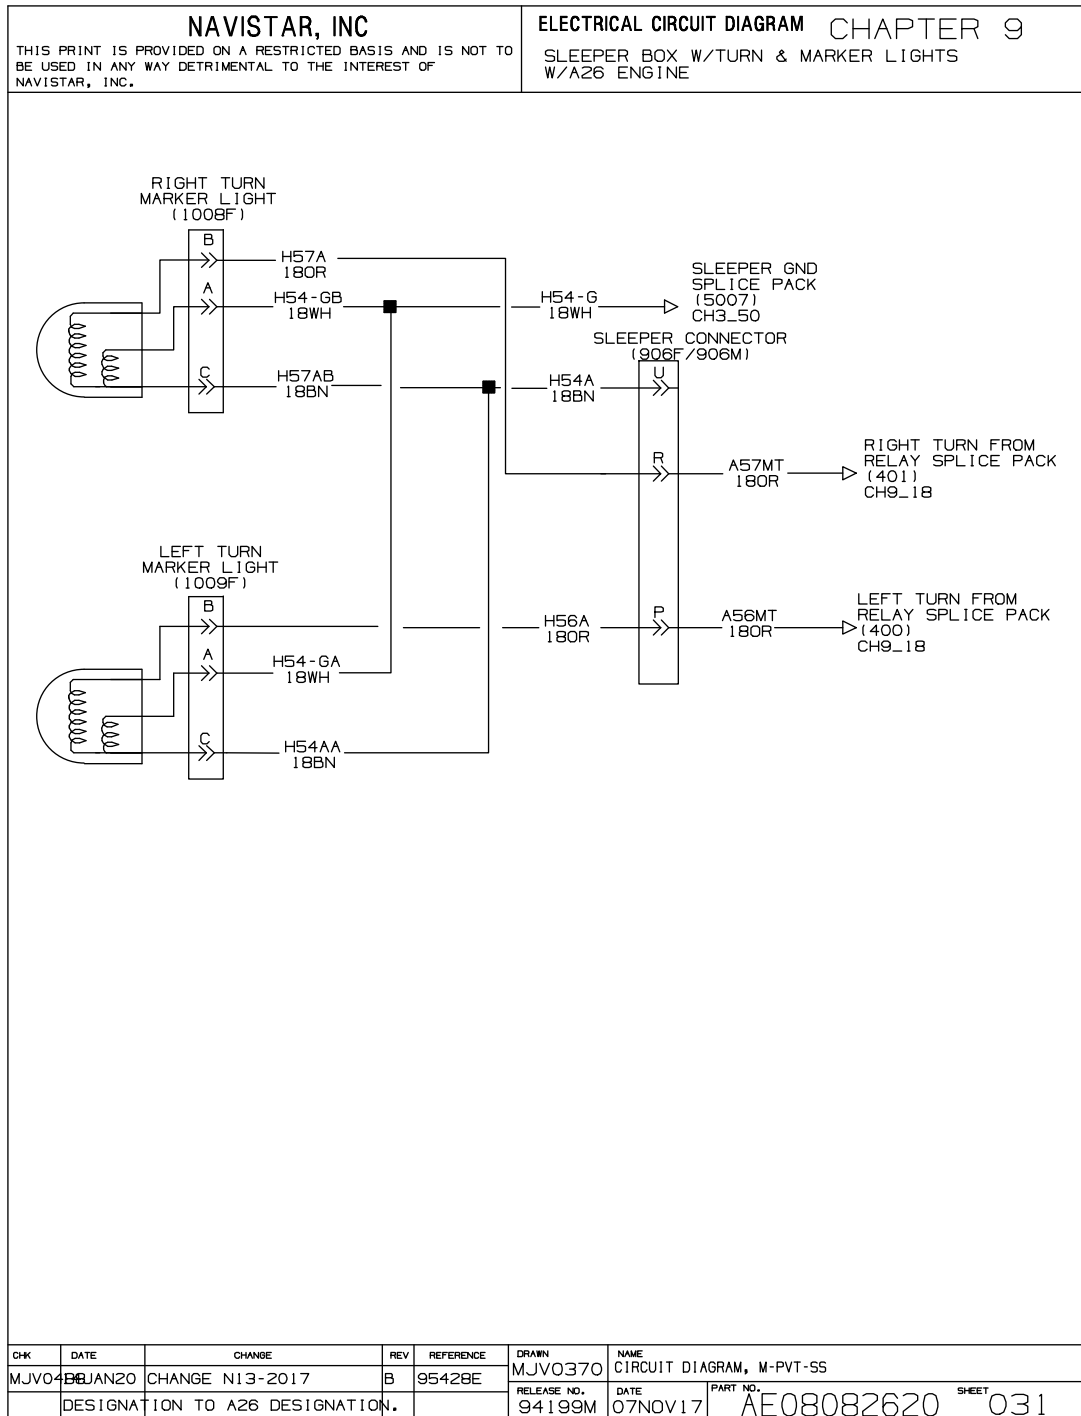 NAVISTAR, INC
THIS PRINT IS PROVIDED ON A RESTRICTED BASIS AND IS NOT TO
BE USED IN ANY WAY DETRIMENTAL TO THE INTEREST OF
NAVISTAR, INC.
ELECTRICAL CIRCUIT DIAGRAM CHAPTER 9
SLEEPER BOX W/TURN & MARKER LIGHTS
W/A26 ENGINE
RIGHT TURN
MARKER LIGHT
(1008F)
B
H57A
18OR
A
H54-GB
18WH
C
H57AB
18BN
H54-G
18WH
SLEEPER GND
SPLICE PACK
(5007)
CH3_50
SLEEPER CONNECTOR
(906F/906M)
U
H54A
18BN
R
A57MT
18OR
RIGHT TURN FROM
RELAY SPLICE PACK
(401)
CH9_18
LEFT TURN
MARKER LIGHT
(1009F)
B
H56A
18OR
P
A56MT
18OR
LEFT TURN FROM
RELAY SPLICE PACK
(400)
CH9_18
A
H54-GA
18WH
C
H54AA
18BN
CHK DATE CHANGE REV REFERENCE
JAN20 CHANGE N13-2017 B 95428E
DESIGNATION TO A26 DESIGNATION.
DRAWN
MJV0370
NAME
CIRCUIT DIAGRAM, M-PVT-SS
RELEASE NO.
94199M
DATE
07NOV17
PART NO.
AE08082620
SHEET
031